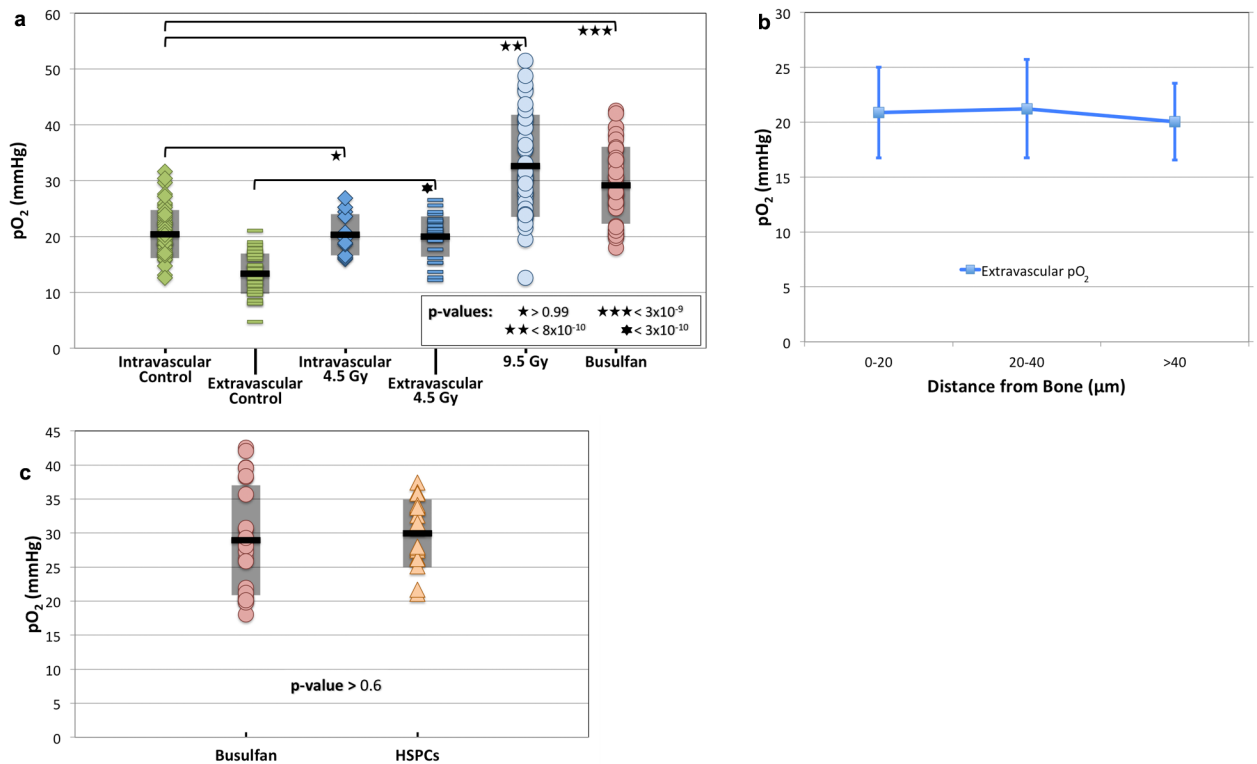 a
60
50
40
30
20
10
0
pO2 (mmHg)
★★
★★★
★
✶
p-values: ★> 0.99 ★★★< 3x10-9
★★< 8x10-10 ✶< 3x10-10
Intravascular Control
Extravascular Control
Intravascular 4.5 Gy
Extravascular 4.5 Gy
9.5 Gy
Busulfan
b
30
25
20
15
10
5
0
pO2 (mmHg)
Extravascular pO2
0-20 20-40 >40
Distance from Bone (µm)
c
45
40
35
30
25
20
15
10
5
0
pO2 (mmHg)
p-value > 0.6
Busulfan HSPCs